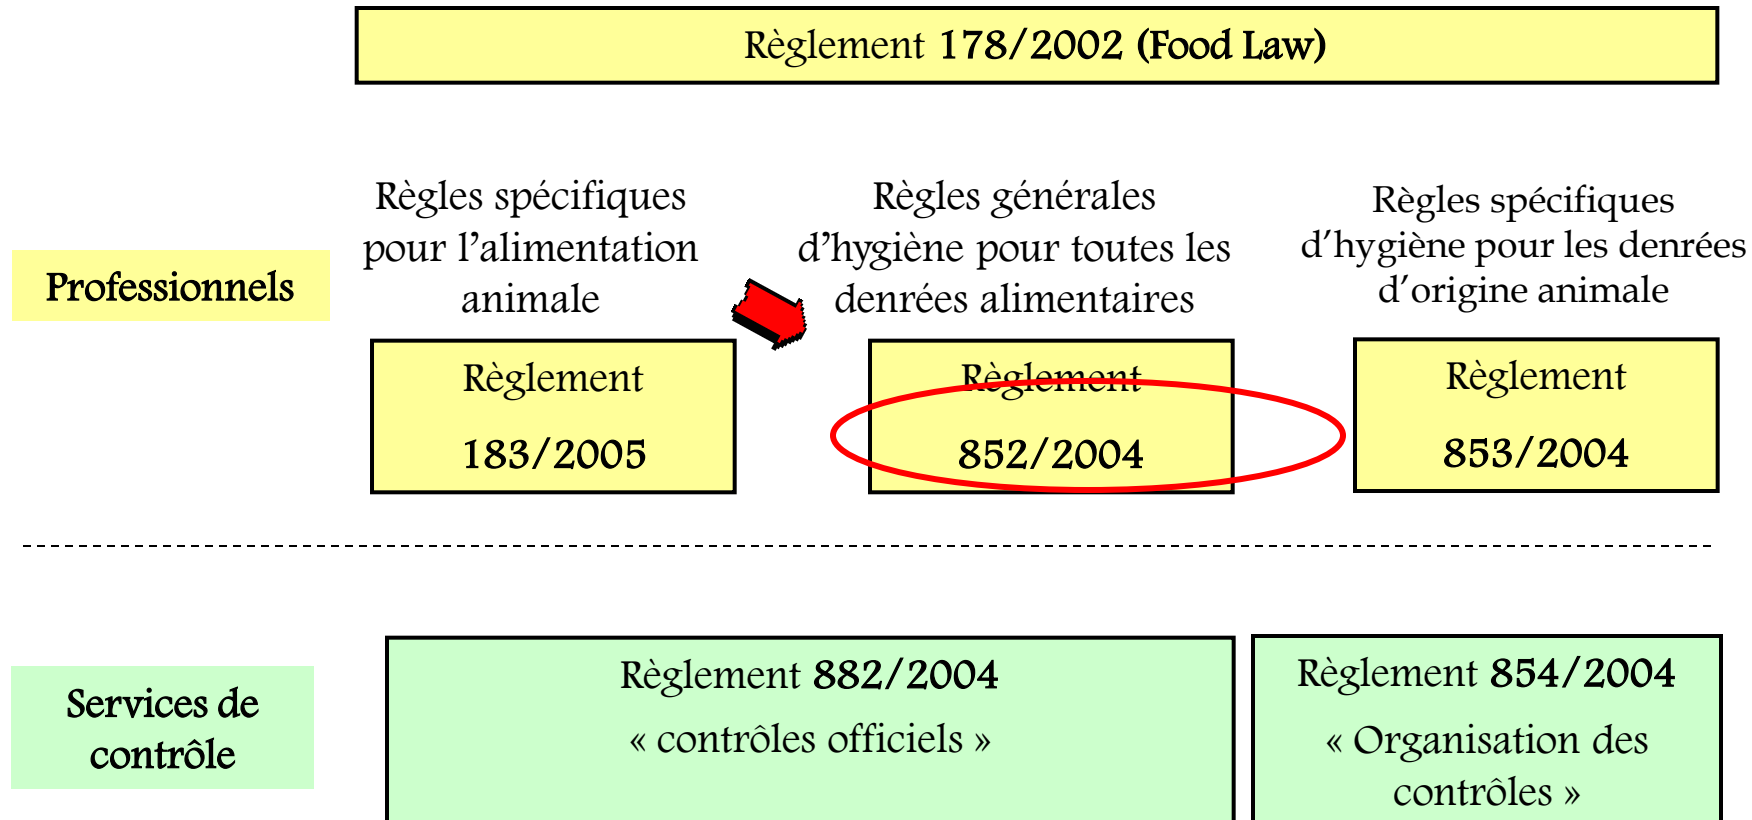 Règlement 178/2002 (Food Law)
Règles spécifiques
pour l’alimentation
animale
Règles générales
d’hygiène pour toutes les
denrées alimentaires
Règles spécifiques
d’hygiène pour les denrées
d’origine animale
Professionnels
Règlement
183/2005
Règlement
852/2004
Règlement
853/2004
Services de
contrôle
Règlement 882/2004
« contrôles officiels »
Règlement 854/2004
« Organisation des
contrôles »